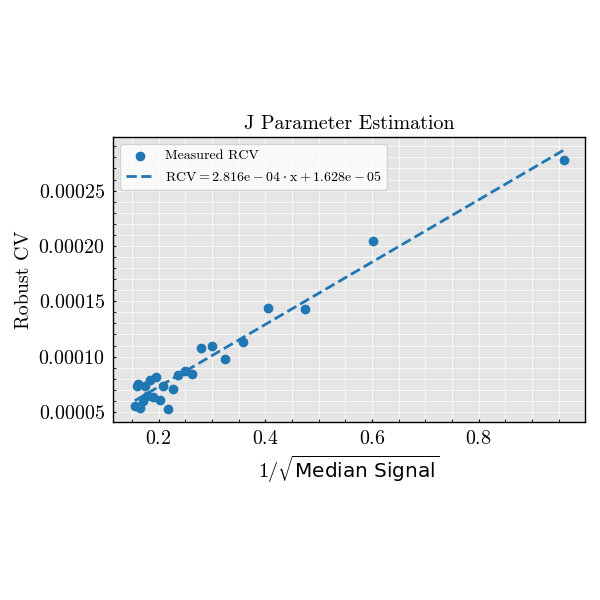 J Parameter Estimation
Measured RCV
RCV = 2.816e − 04 · x + 1.628e − 05
Robust CV
0.00025
0.00020
0.00015
0.00010
0.00005
0.2 0.4 0.6 0.8
1/√Median Signal